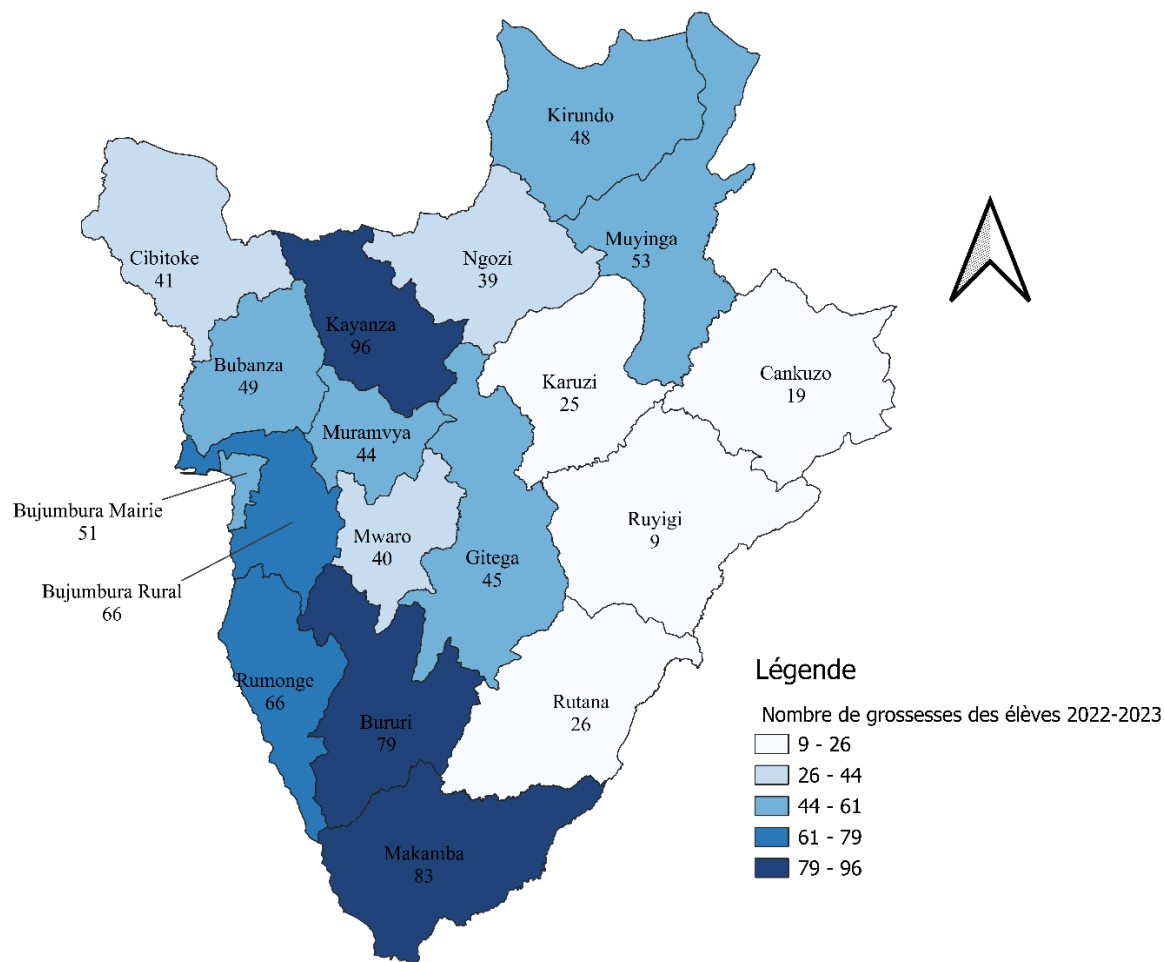 Kirundo
48
Muyinga
53
Cibitoke
41
Ngozi
39
Kayanza
96
Bubanza
49
Karuzi
25
Cankuzo
19
Muramvya
44
Bujumbura Mairie
51
Ruyigi
9
Mwaro
40
Gitega
45
Bujumbura Rural
66
Rumonge
66
Bururi
79
Rutana
26
Makamba
83
Légende
Nombre de grossesses des élèves 2022-2023
9 - 26
26 - 44
44 - 61
61 - 79
79 - 96